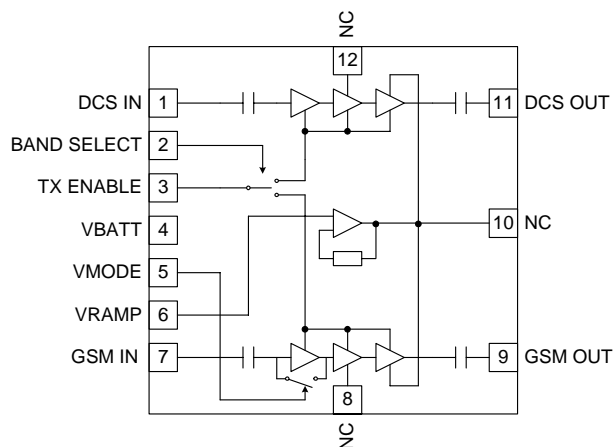 NC
12
DCS IN 1
11 DCS OUT
BAND SELECT 2
TX ENABLE 3
VBATT 4
10 NC
VMODE 5
VRAMP 6
GSM IN 7
9 GSM OUT
8
NC